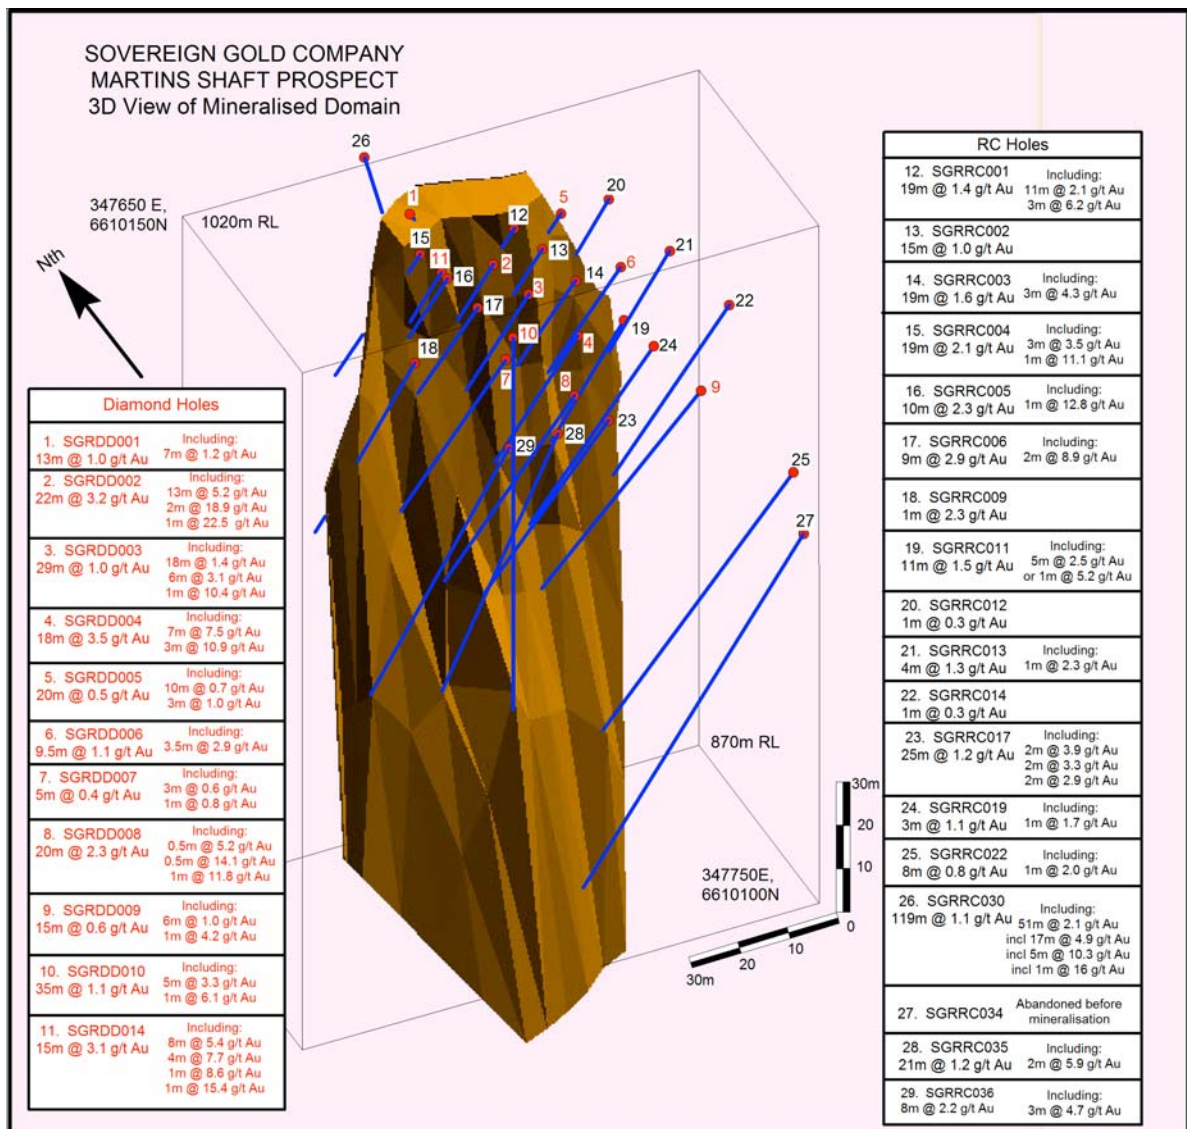 SOVEREIGN GOLD COMPANY
MARTINS SHAFT PROSPECT
3D View of Mineralised Domain
347650 E,
6610150N
1020m RL
Nth
26
1
5
20
12
15
11
16
2
13
6
21
17
3
14
22
18
10
19
4
24
7
8
9
29
28
23
25
27
870m RL
347750E,
6610100N
30m
20
10
0
10
20
30m
Diamond Holes
1. SGRDD001
13m @ 1.0 g/t Au
Including:
7m @ 1.2 g/t Au
2. SGRDD002
22m @ 3.2 g/t Au
Including:
13m @ 5.2 g/t Au
2m @ 18.9 g/t Au
1m @ 22.5 g/t Au
3. SGRDD003
29m @ 1.0 g/t Au
Including:
18m @ 1.4 g/t Au
6m @ 3.1 g/t Au
1m @ 10.4 g/t Au
4. SGRDD004
18m @ 3.5 g/t Au
Including:
7m @ 7.5 g/t Au
3m @ 10.9 g/t Au
5. SGRDD005
20m @ 0.5 g/t Au
Including:
10m @ 0.7 g/t Au
3m @ 1.0 g/t Au
6. SGRDD006
9.5m @ 1.1 g/t Au
Including:
3.5m @ 2.9 g/t Au
7. SGRDD007
5m @ 0.4 g/t Au
Including:
3m @ 0.6 g/t Au
1m @ 0.8 g/t Au
8. SGRDD008
20m @ 2.3 g/t Au
Including:
0.5m @ 5.2 g/t Au
0.5m @ 14.1 g/t Au
1m @ 11.8 g/t Au
9. SGRDD009
15m @ 0.6 g/t Au
Including:
6m @ 1.0 g/t Au
1m @ 4.2 g/t Au
10. SGRDD010
35m @ 1.1 g/t Au
Including:
5m @ 3.3 g/t Au
1m @ 6.1 g/t Au
11. SGRDD014
15m @ 3.1 g/t Au
Including:
8m @ 5.4 g/t Au
4m @ 7.7 g/t Au
1m @ 8.6 g/t Au
1m @ 15.4 g/t Au
RC Holes
12. SGRRC001
19m @ 1.4 g/t Au
Including:
11m @ 2.1 g/t Au
3m @ 6.2 g/t Au
13. SGRRC002
15m @ 1.0 g/t Au
14. SGRRC003
19m @ 1.6 g/t Au
Including:
3m @ 4.3 g/t Au
15. SGRRC004
19m @ 2.1 g/t Au
Including:
3m @ 3.5 g/t Au
1m @ 11.1 g/t Au
16. SGRRC005
10m @ 2.3 g/t Au
Including:
1m @ 12.8 g/t Au
17. SGRRC006
9m @ 2.9 g/t Au
Including:
2m @ 8.9 g/t Au
18. SGRRC009
1m @ 2.3 g/t Au
19. SGRRC011
11m @ 1.5 g/t Au
Including:
5m @ 2.5 g/t Au
or 1m @ 5.2 g/t Au
20. SGRRC012
1m @ 0.3 g/t Au
21. SGRRC013
4m @ 1.3 g/t Au
Including:
1m @ 2.3 g/t Au
22. SGRRC014
1m @ 0.3 g/t Au
23. SGRRC017
25m @ 1.2 g/t Au
Including:
2m @ 3.9 g/t Au
2m @ 3.3 g/t Au
2m @ 2.9 g/t Au
24. SGRRC019
3m @ 1.1 g/t Au
Including:
1m @ 1.7 g/t Au
25. SGRRC022
8m @ 0.8 g/t Au
Including:
1m @ 2.0 g/t Au
26. SGRRC030
119m @ 1.1 g/t Au
Including:
51m @ 2.1 g/t Au
incl 17m @ 4.9 g/t Au
incl 5m @ 10.3 g/t Au
incl 1m @ 16 g/t Au
27. SGRRC034
Abandoned before
mineralisation
28. SGRRC035
21m @ 1.2 g/t Au
Including:
2m @ 5.9 g/t Au
29. SGRRC036
8m @ 2.2 g/t Au
Including:
3m @ 4.7 g/t Au